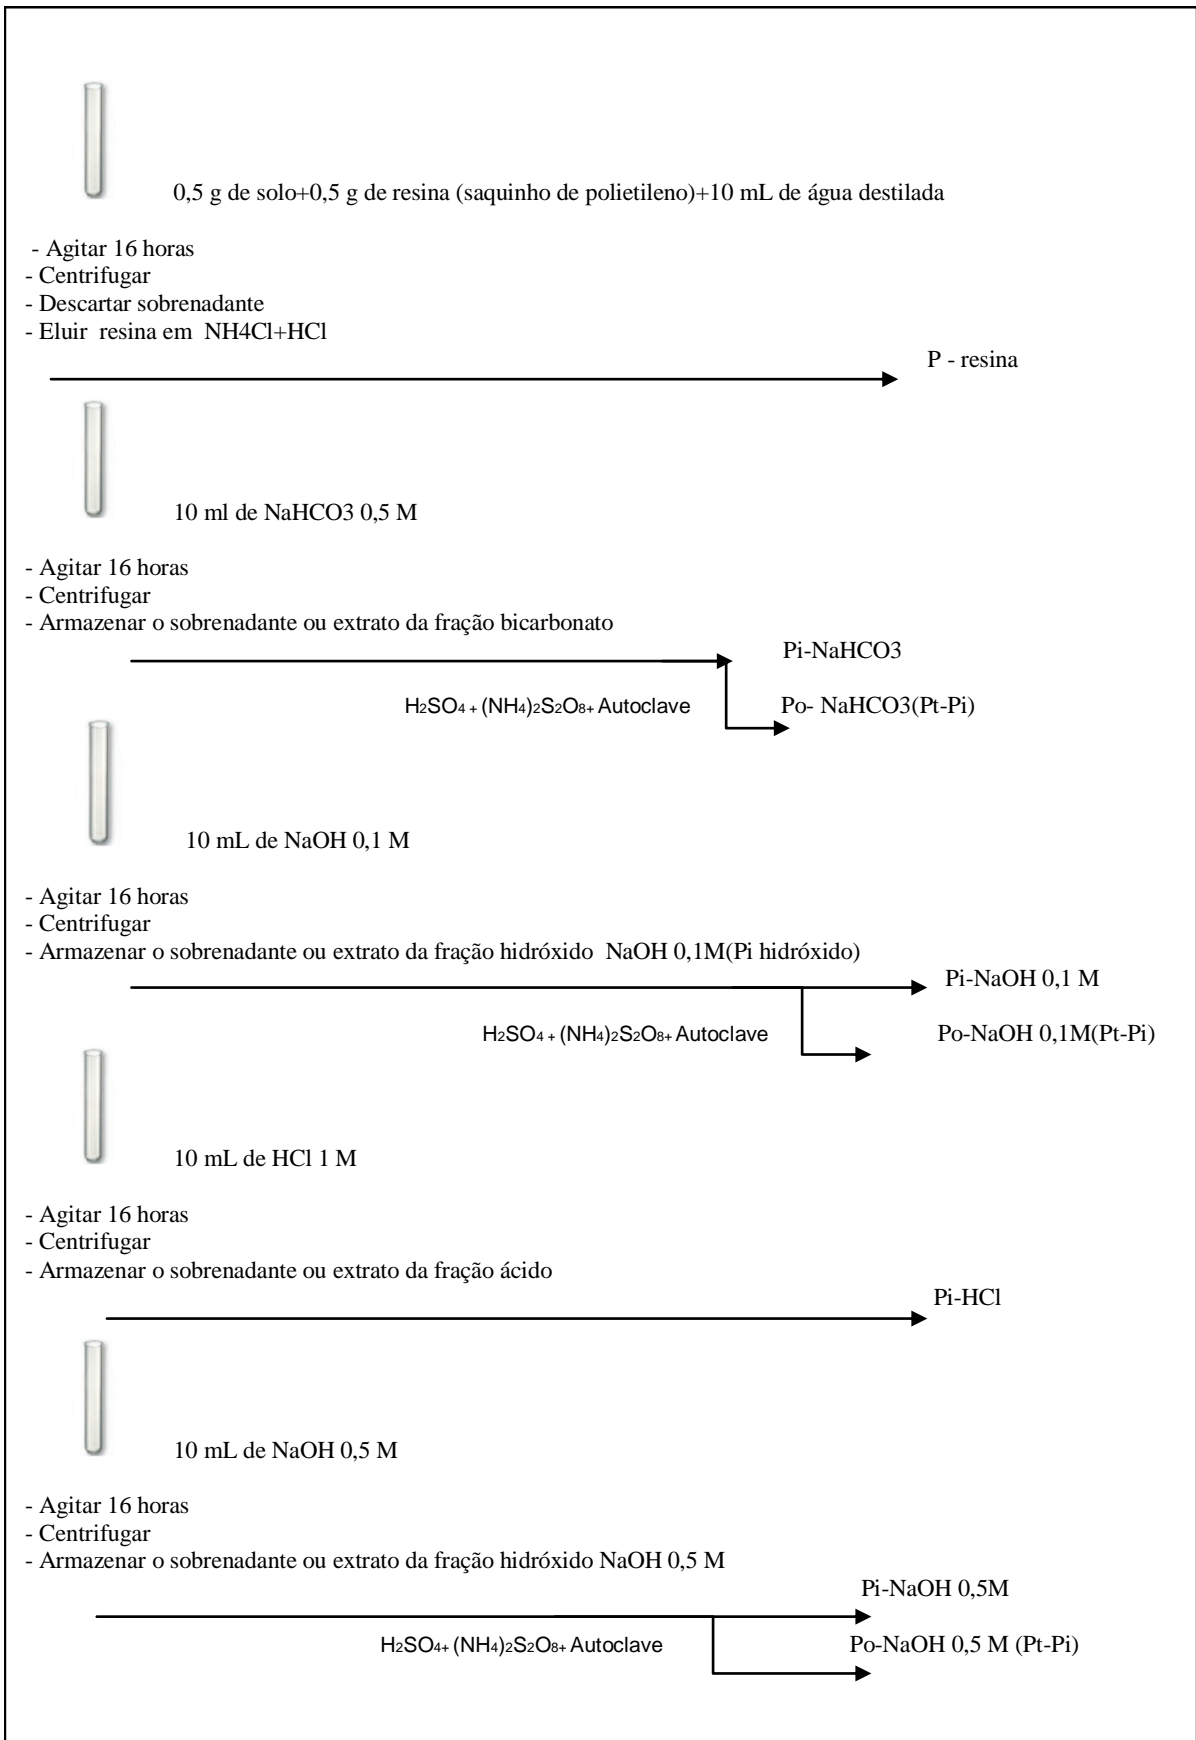 0,5 g de solo+0,5 g de resina (saquinho de polietileno)+10 mL de água destilada
- Agitar 16 horas
- Centrifugar
- Descartar sobrenadante
- Eluir resina em NH4Cl+HCl
P - resina
10 ml de NaHCO3 0,5 M
- Agitar 16 horas
- Centrifugar
- Armazenar o sobrenadante ou extrato da fração bicarbonato
Pi-NaHCO3
H₂SO₄ + (NH₄)₂S₂O₈+ Autoclave
Po- NaHCO3(Pt-Pi)
10 mL de NaOH 0,1 M
- Agitar 16 horas
- Centrifugar
- Armazenar o sobrenadante ou extrato da fração hidróxido NaOH 0,1M(Pi hidróxido)
Pi-NaOH 0,1 M
H₂SO₄ + (NH₄)₂S₂O₈+ Autoclave
Po-NaOH 0,1M(Pt-Pi)
10 mL de HCl 1 M
- Agitar 16 horas
- Centrifugar
- Armazenar o sobrenadante ou extrato da fração ácido
Pi-HCl
10 mL de NaOH 0,5 M
- Agitar 16 horas
- Centrifugar
- Armazenar o sobrenadante ou extrato da fração hidróxido NaOH 0,5 M
Pi-NaOH 0,5M
H₂SO₄+ (NH₄)₂S₂O₈+ Autoclave
Po-NaOH 0,5 M (Pt-Pi)